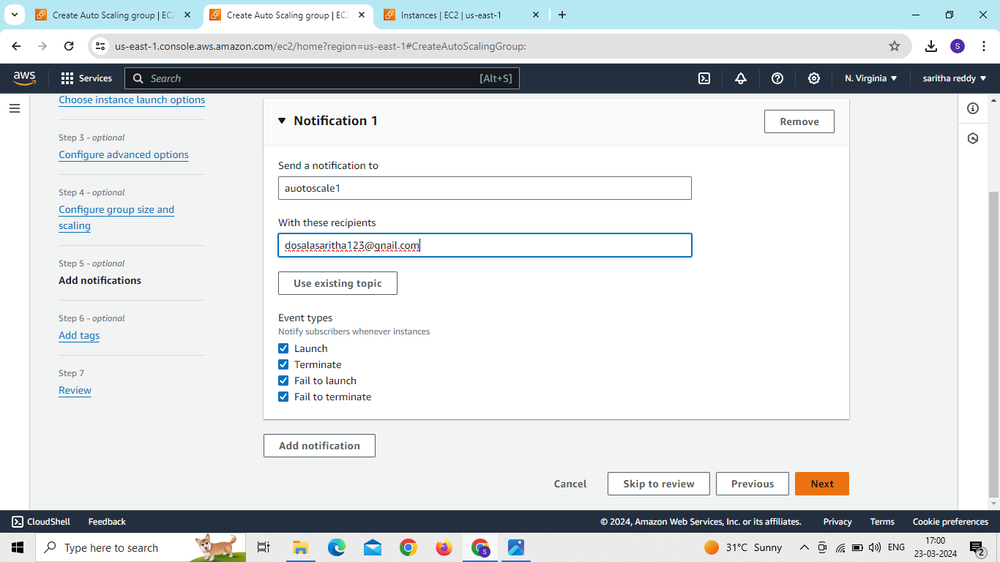 Create Auto Scaling group | EC2
Create Auto Scaling group | EC2
Instances | EC2 | us-east-1
us-east-1.console.aws.amazon.com/ec2/home?region=us-east-1#CreateAutoScalingGroup:
S
aws
Services
Search
[Alt+S]
N. Virginia
saritha reddy
Choose instance launch options
Step 3 - optional
Configure advanced options
Step 4 - optional
Configure group size and
scaling
Step 5 - optional
Add notifications
Step 6 - optional
Add tags
Step 7
Review
Notification 1
Remove
Send a notification to
auotoscale1
With these recipients
dosalasaritha123@gnail.com
Use existing topic
Event types
Notify subscribers whenever instances
Launch
Terminate
Fail to launch
Fail to terminate
Add notification
Cancel
Skip to review
Previous
Next
CloudShell
Feedback
© 2024, Amazon Web Services, Inc. or its affiliates.
Privacy
Terms
Cookie preferences
Type here to search
S
31°C Sunny
ENG
17:00
23-03-2024
2